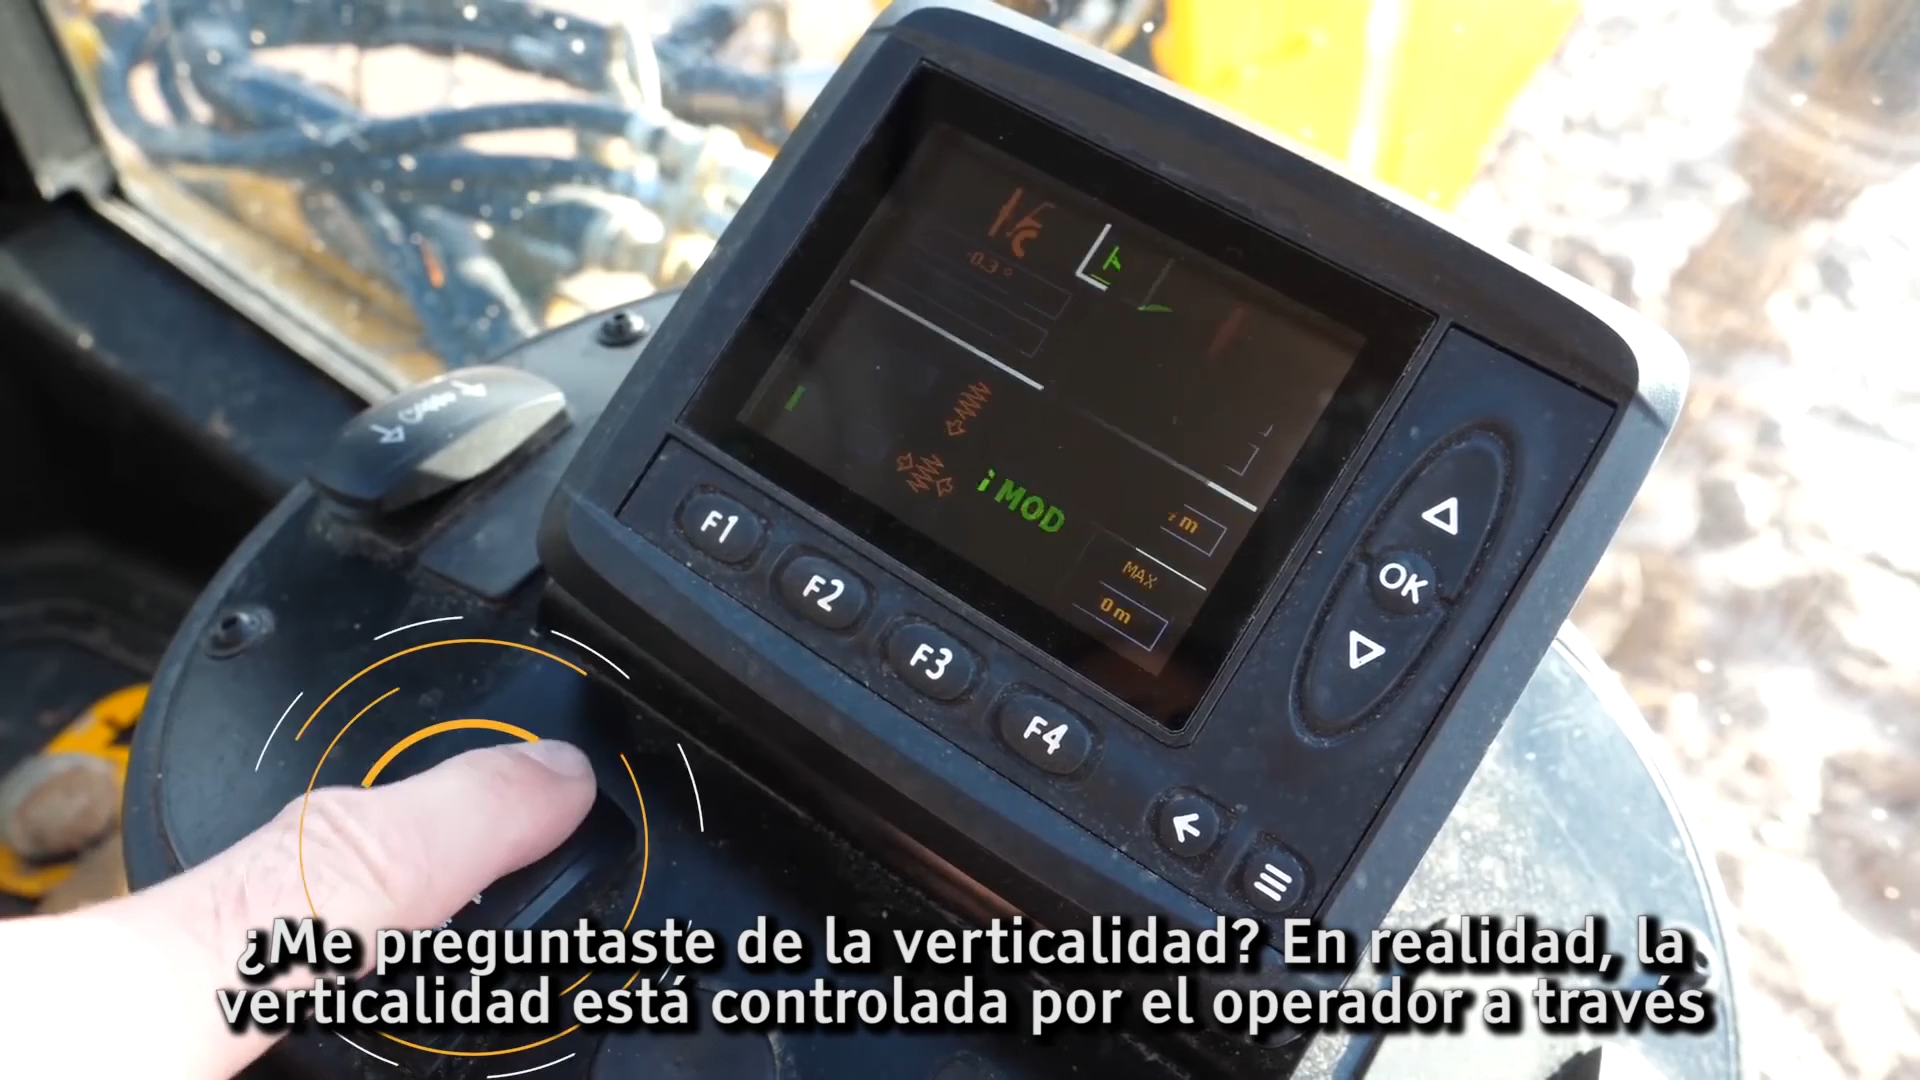 -0.3°
i MOD
m
MAX
0 m
F1
F2
F3
F4
OK
¿Me preguntaste de la verticalidad? En realidad, la
verticalidad está controlada por el operador a través